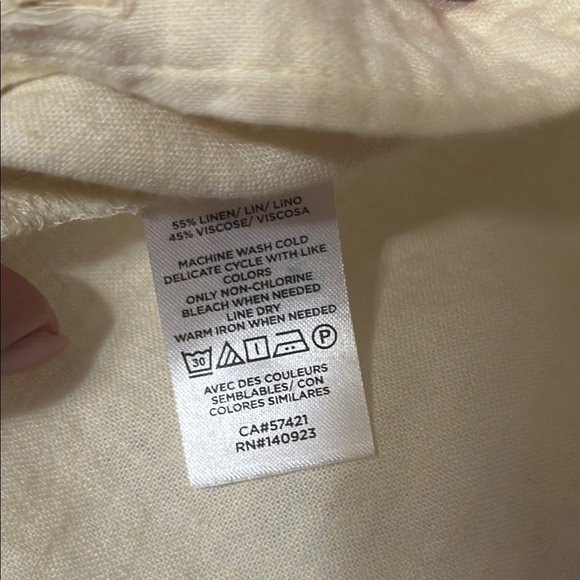 55% LINEN/ LIN/ LINO
45% VISCOSE/ VISCOSA
MACHINE WASH COLD
DELICATE CYCLE WITH LIKE
COLORS
ONLY NON-CHLORINE
BLEACH WHEN NEEDED
LINE DRY
WARM IRON WHEN NEEDED
30 P
AVEC DES COULEURS
SEMBLABLES/ CON
COLORES SIMILARES
CA#57421
RN#140923